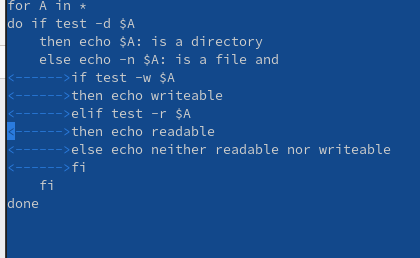 for A in *
do if test -d $A
    then echo $A: is a directory
    else echo -n $A: is a file and
<------>if test -w $A
<------>then echo writeable
<------>elif test -r $A
<------>then echo readable
<------>else echo neither readable nor writeable
<------>fi
    fi
done